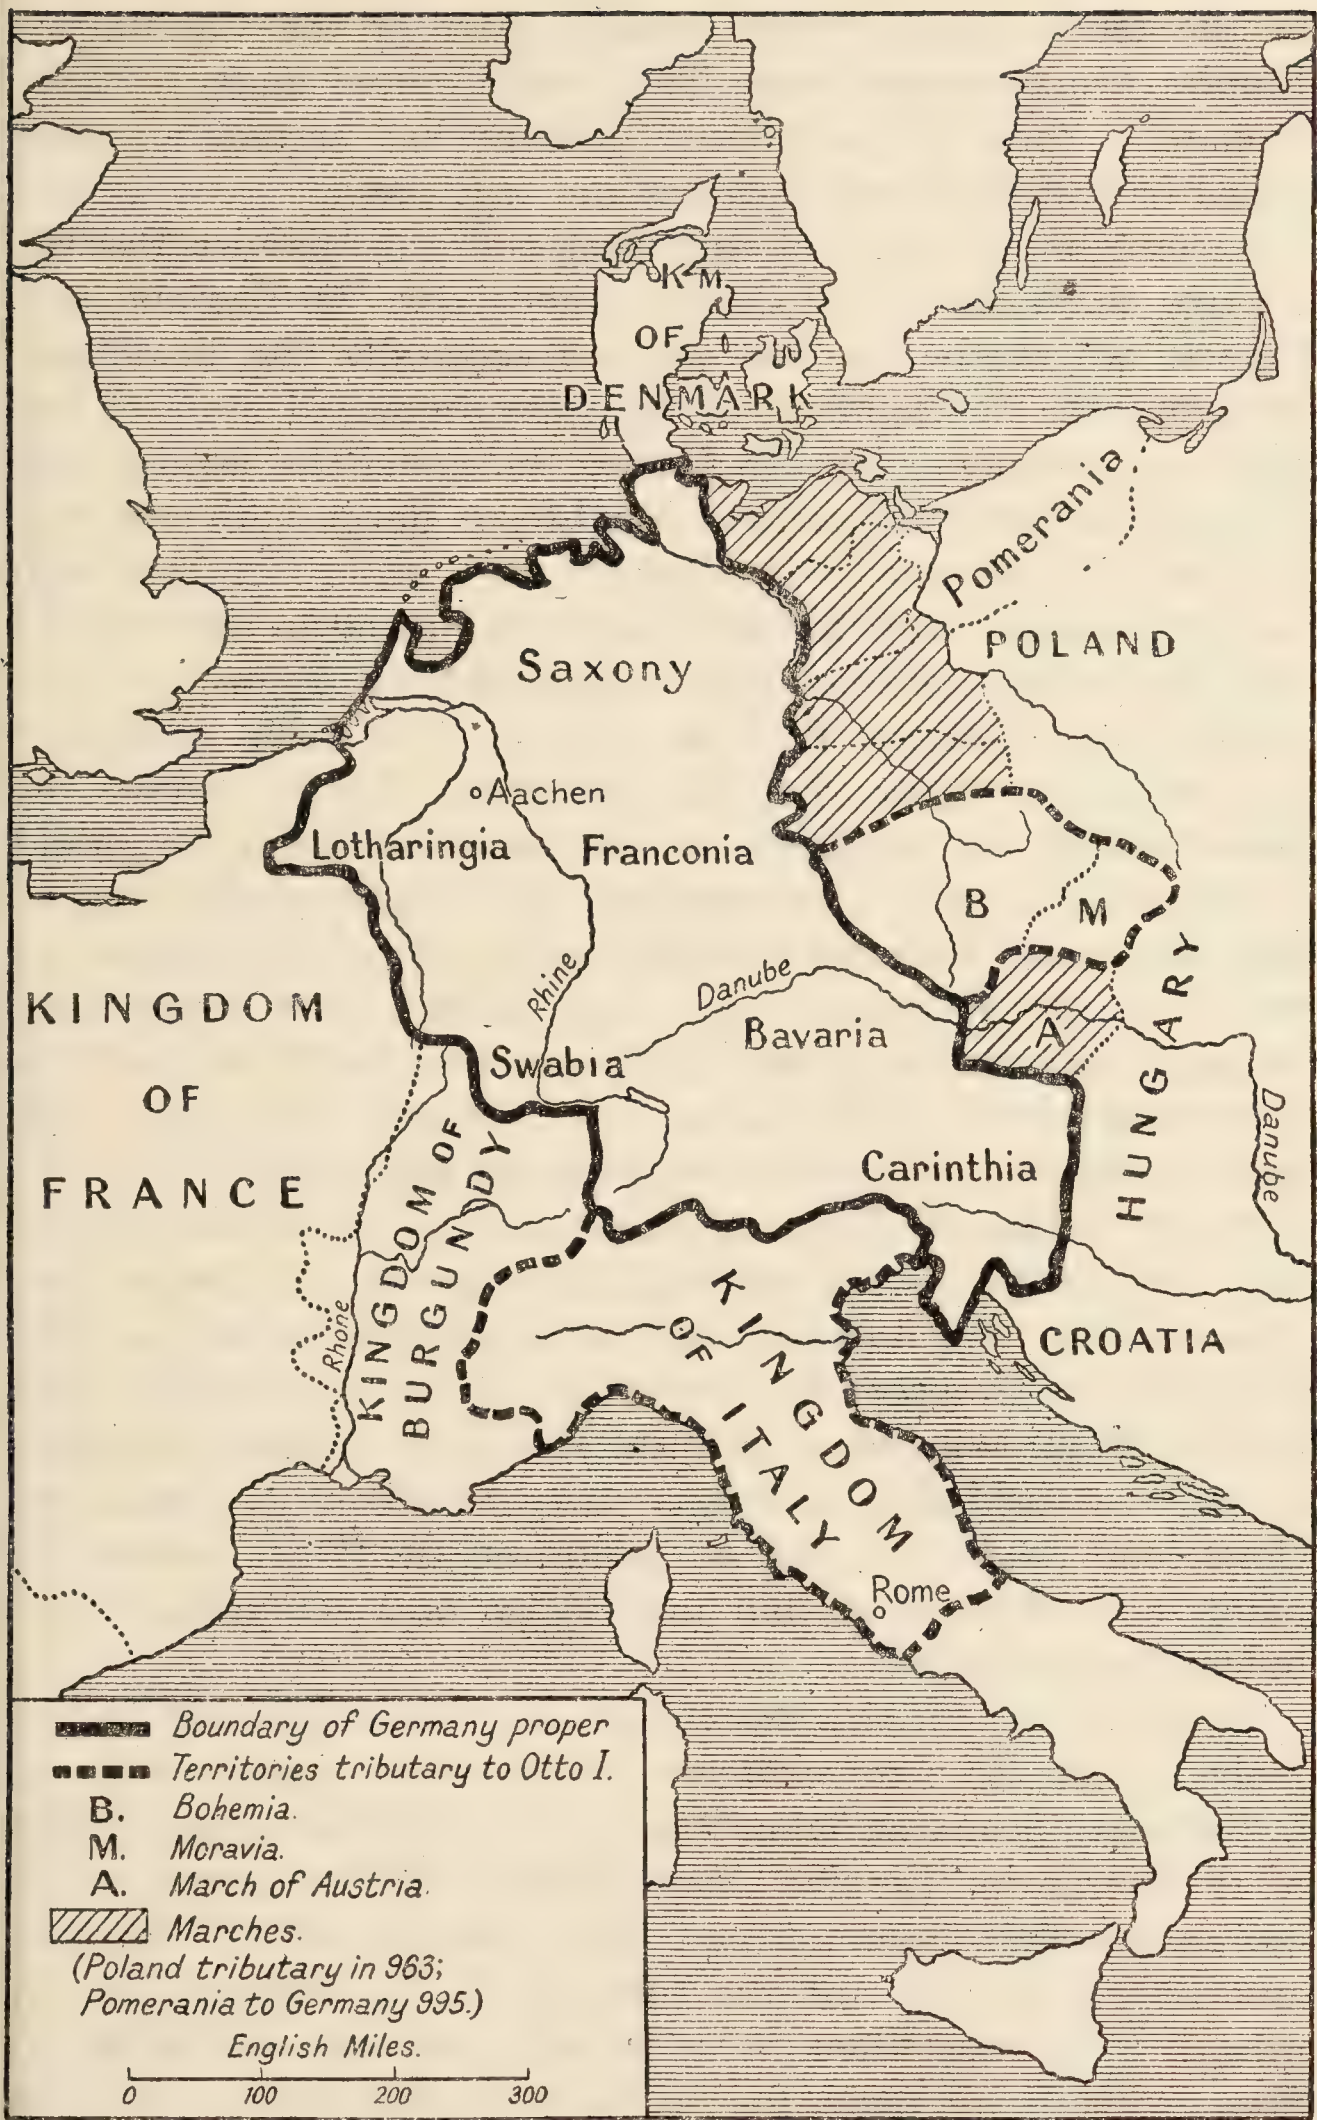 KM.
OF
DENMARK
Pomerania
POLAND
Saxony
Aachen
Lotharingia
Franconia
B
M
KINGDOM
OF
FRANCE
Rhine
Danube
Bavaria
A
HUNGARY
Swabia
Danube
KINGDOM OF
BURGUNDY
Carinthia
Rhone
KINGDOM
OF
ITALY
CROATIA
Rome
Boundary of Germany proper
Territories tributary to Otto I.
B. Bohemia.
M. Moravia.
A. March of Austria.
Marches.
(Poland tributary in 963;
Pomerania to Germany 995.)
English Miles.
0 100 200 300